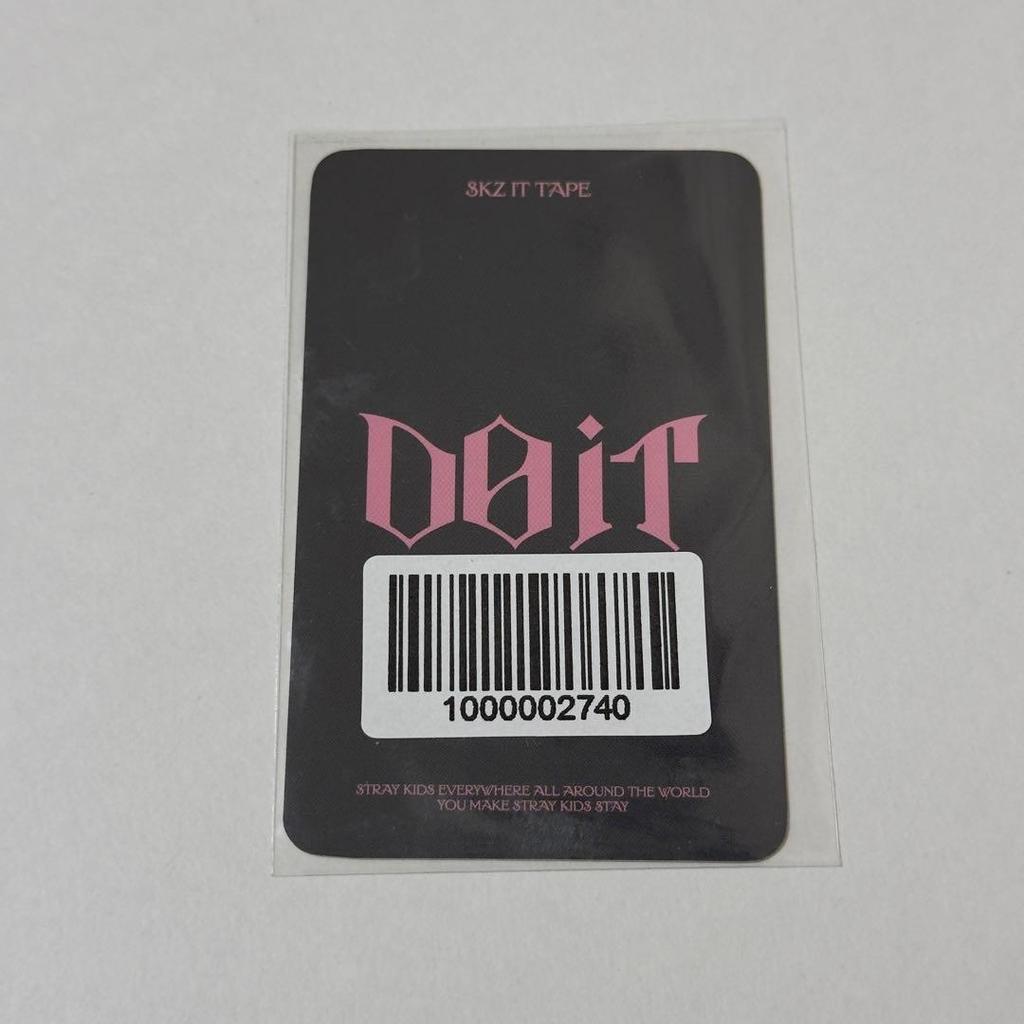 SKZ IT TAPE
DO iT
1000002740
STRAY KIDS EVERYWHERE ALL AROUND THE WORLD
YOU MAKE STRAY KIDS STAY